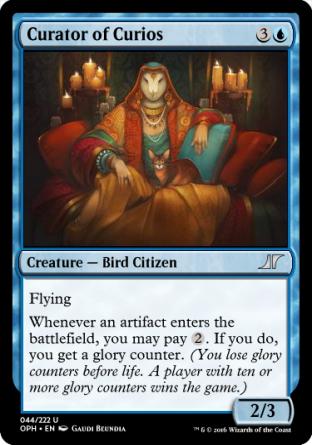 Curator of Curios 3
Creature — Bird Citizen
Flying
Whenever an artifact enters the
battlefield, you may pay 2. If you do,
you get a glory counter. (You lose glory
counters before life. A player with ten or
more glory counters wins the game.)
2/3
044/222 U
OPH • EN GAUDI BEUNDIA
™ & © 2016 Wizards of the Coast